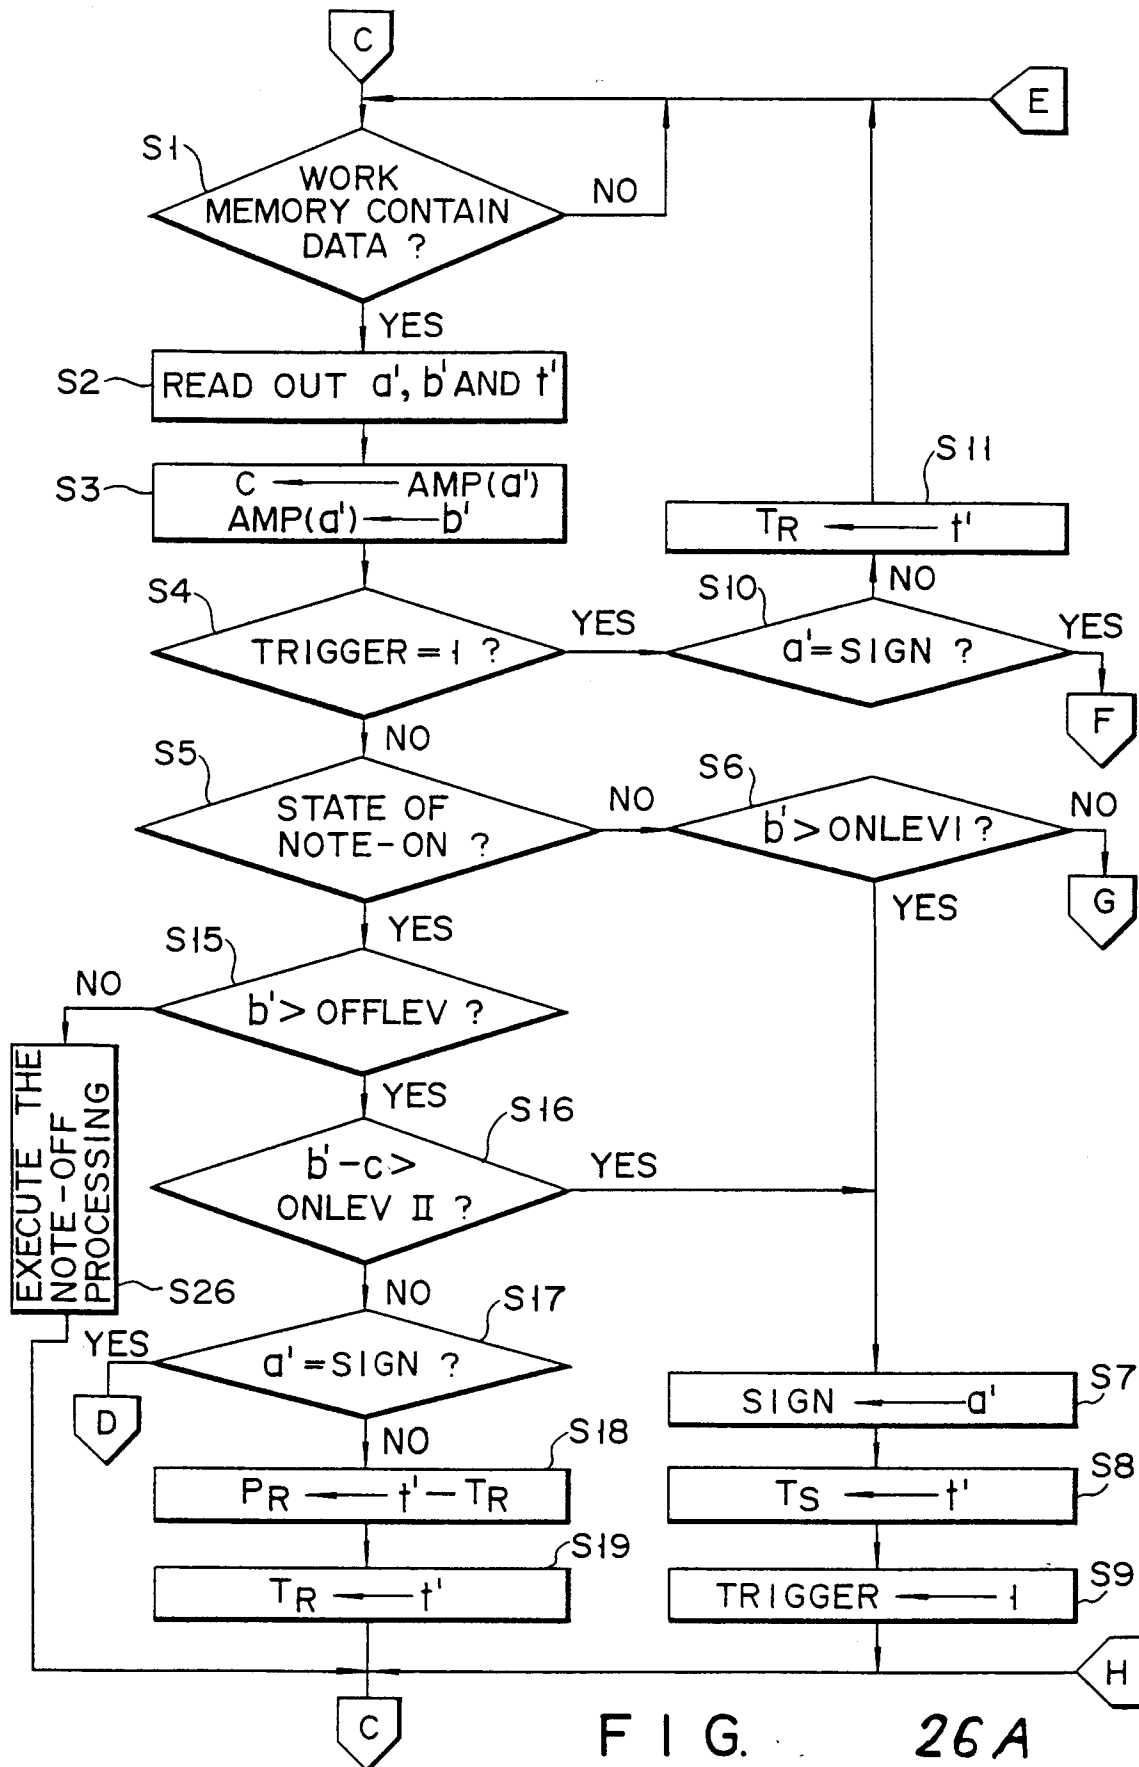 C
E
S1
WORK
MEMORY CONTAIN
DATA ?
NO
YES
S2
READ OUT a', b' AND t'
S3
C ← AMP(a')
AMP(a') ← b'
S11
TR ← t'
NO
S4
TRIGGER = 1 ?
YES
S10
a' = SIGN ?
YES
F
NO
S5
STATE OF
NOTE-ON ?
NO
S6
b' > ONLEVI ?
NO
G
YES
YES
S15
b' > OFFLEV ?
NO
EXECUTE THE
NOTE-OFF
PROCESSING
S26
YES
S16
b' - c >
ONLEV II ?
YES
NO
S17
a' = SIGN ?
YES
D
NO
S7
SIGN ← a'
S18
PR ← t' - TR
S8
TS ← t'
S19
TR ← t'
S9
TRIGGER ← 1
H
C
FIG. 26A